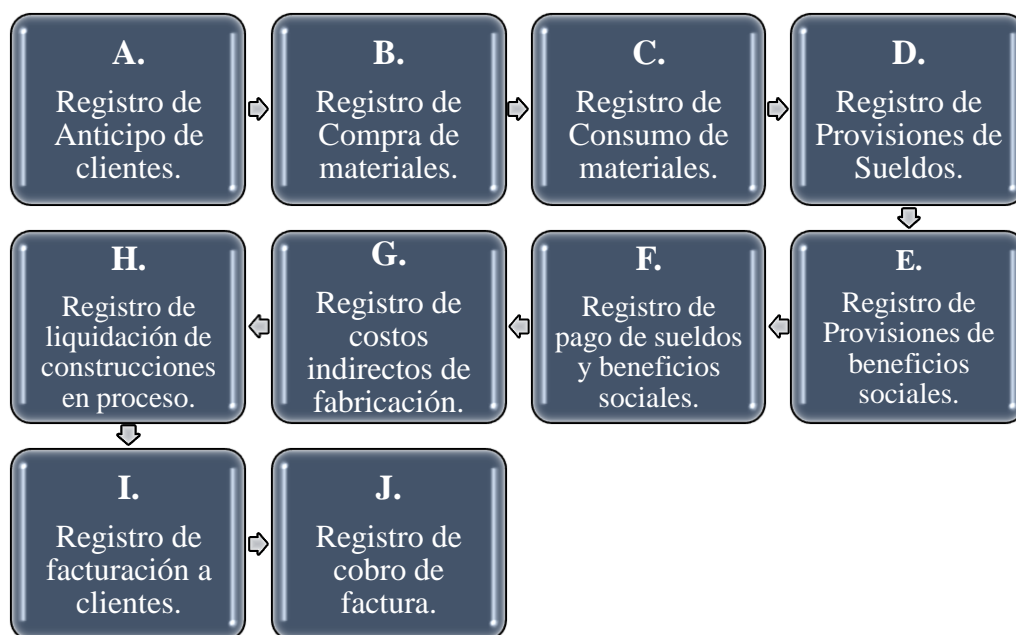 A.
Registro de
Anticipo de
clientes.
B.
Registro de
Compra de
materiales.
C.
Registro de
Consumo de
materiales.
D.
Registro de
Provisiones de
Sueldos.
E.
Registro de
Provisiones de
beneficios
sociales.
F.
Registro de
pago de sueldos
y beneficios
sociales.
G.
Registro de
costos
indirectos de
fabricación.
H.
Registro de
liquidación de
construcciones
en proceso.
I.
Registro de
facturación a
clientes.
J.
Registro de
cobro de
factura.